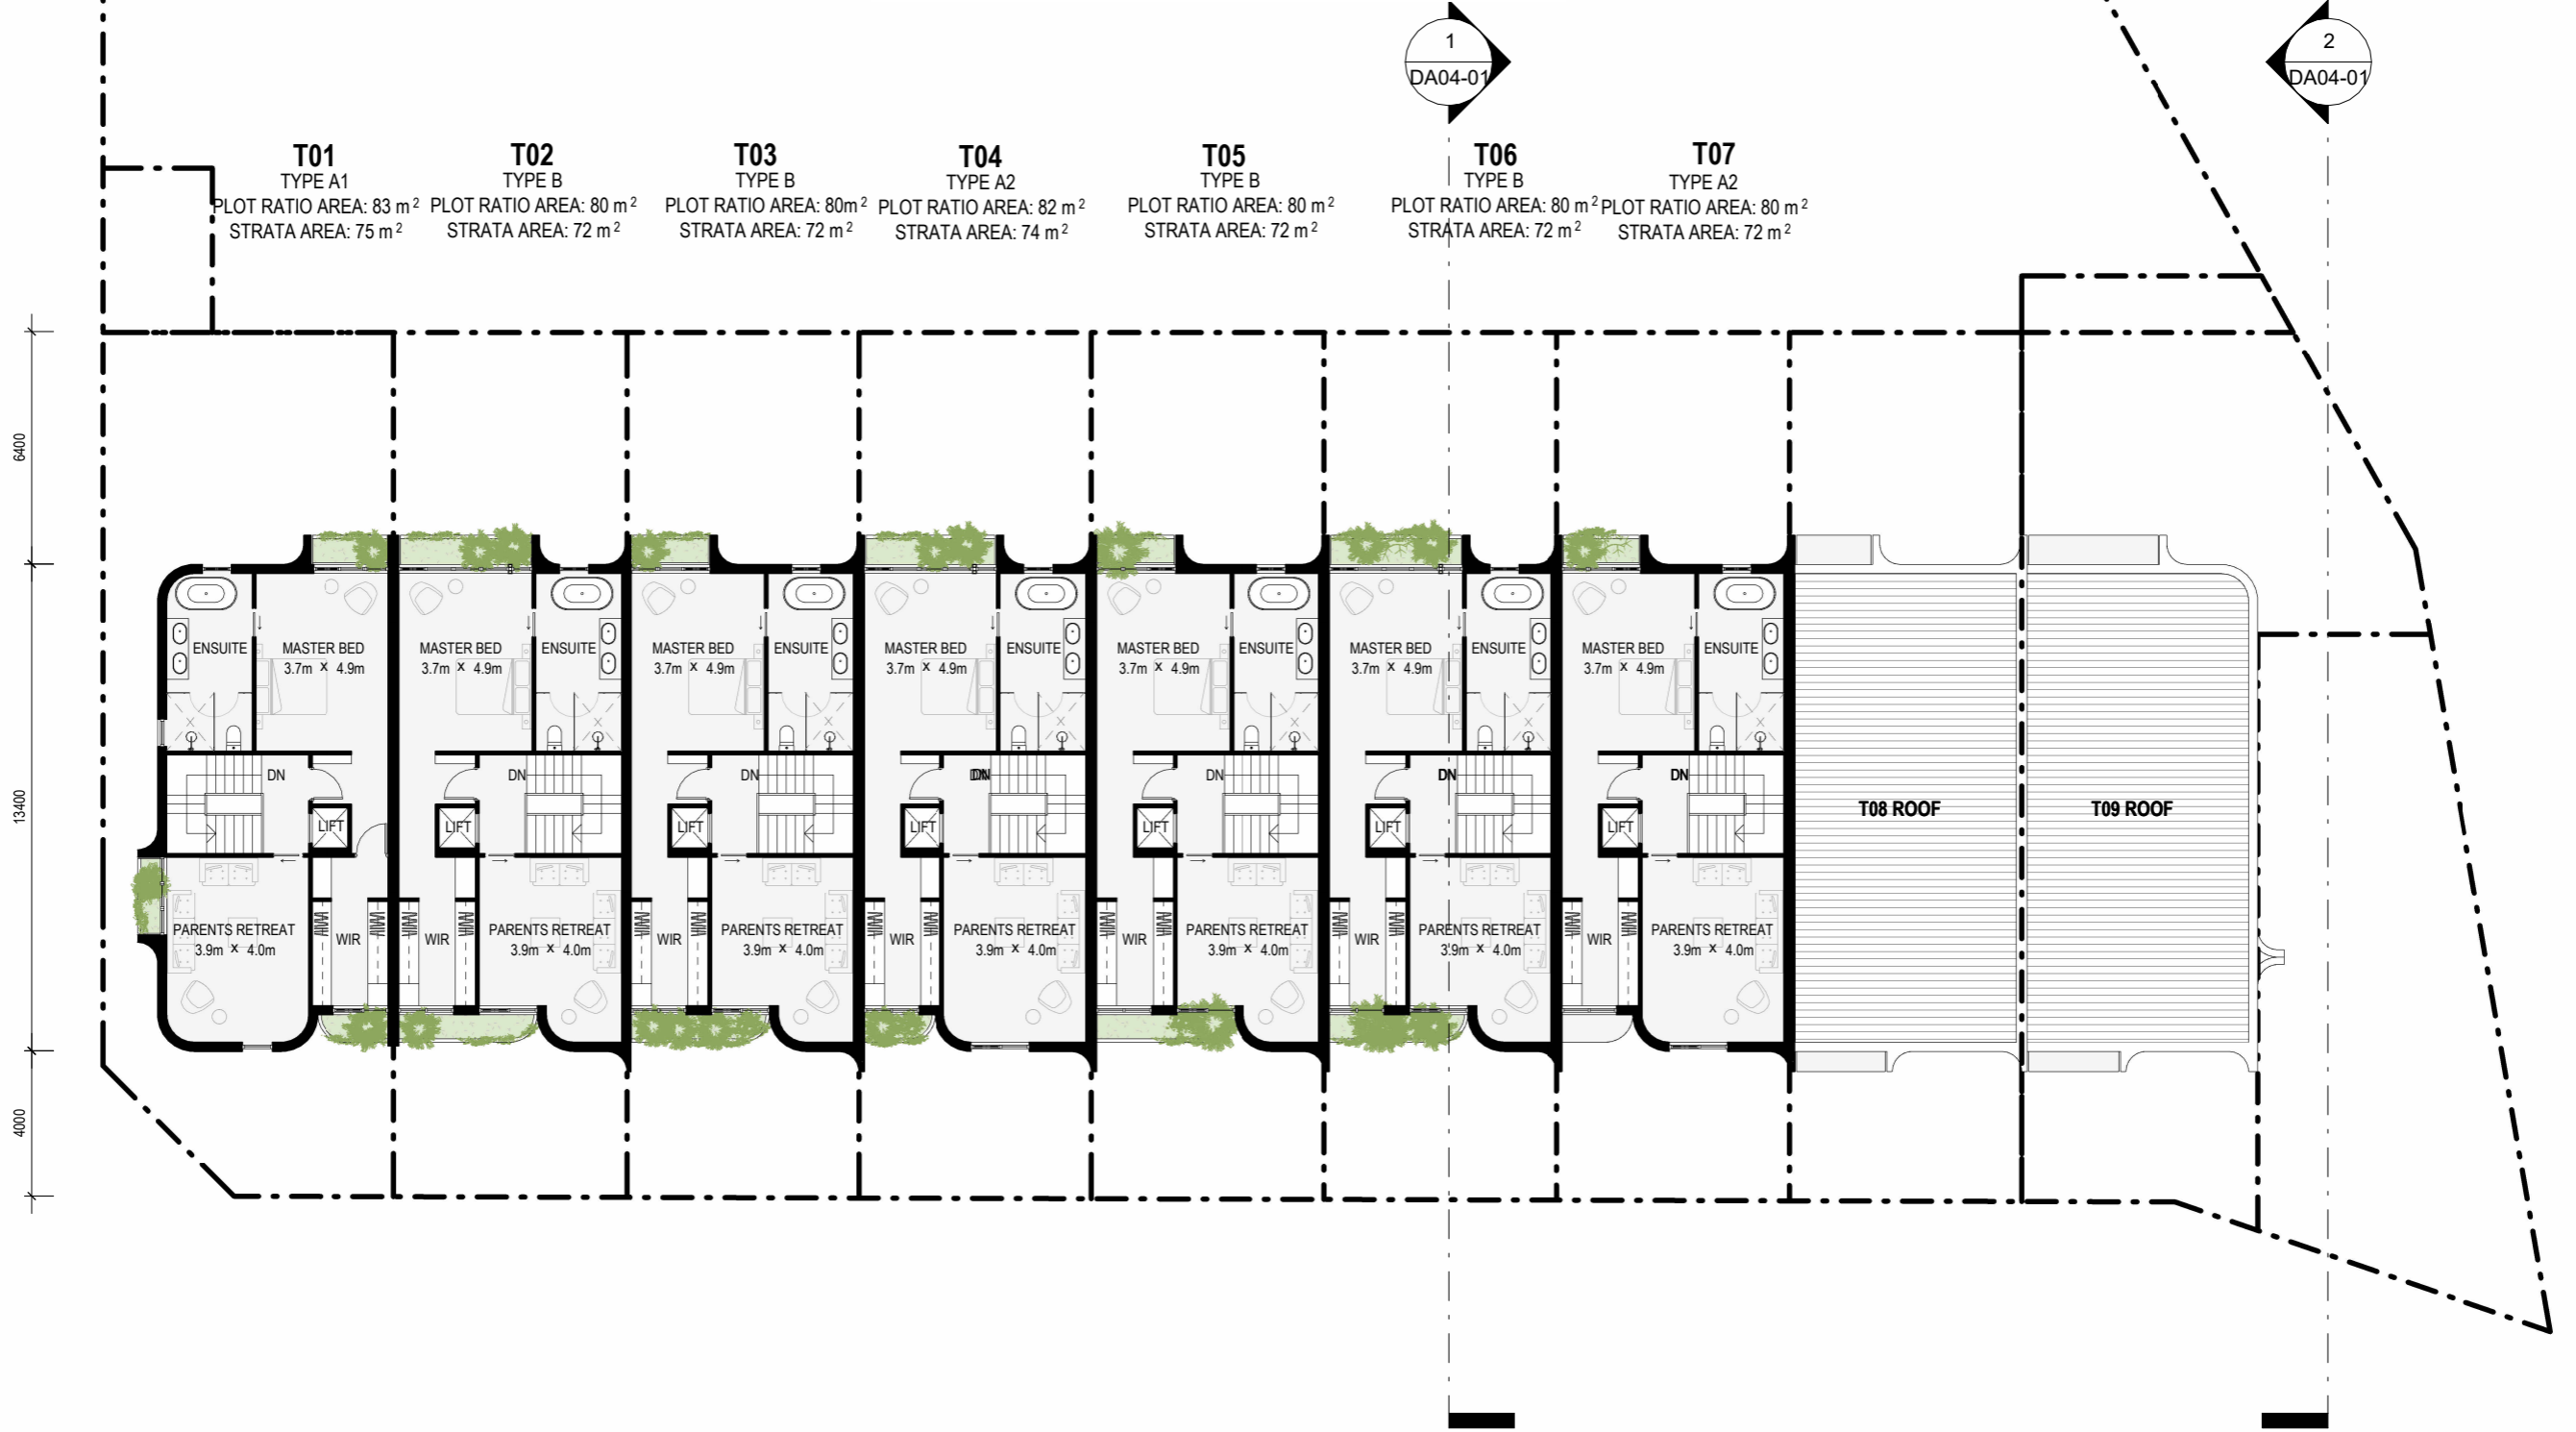 1
DA04-01
2
DA04-01
T01
TYPE A1
PLOT RATIO AREA: 83 m²
STRATA AREA: 75 m²
T02
TYPE B
PLOT RATIO AREA: 80 m²
STRATA AREA: 72 m²
T03
TYPE B
PLOT RATIO AREA: 80m²
STRATA AREA: 72 m²
T04
TYPE A2
PLOT RATIO AREA: 82 m²
STRATA AREA: 74 m²
T05
TYPE B
PLOT RATIO AREA: 80 m²
STRATA AREA: 72 m²
T06
TYPE B
PLOT RATIO AREA: 80 m²
STRATA AREA: 72 m²
T07
TYPE A2
PLOT RATIO AREA: 80 m²
STRATA AREA: 72 m²
6400
13400
4000
ENSUITE
MASTER BED
3.7m x 4.9m
DN
LIFT
PARENTS RETREAT
3.9m x 4.0m
WIR
MASTER BED
3.7m x 4.9m
ENSUITE
DN
LIFT
WIR
PARENTS RETREAT
3.9m x 4.0m
MASTER BED
3.7m x 4.9m
ENSUITE
DN
LIFT
WIR
PARENTS RETREAT
3.9m x 4.0m
MASTER BED
3.7m x 4.9m
ENSUITE
DN
LIFT
WIR
PARENTS RETREAT
3.9m x 4.0m
MASTER BED
3.7m x 4.9m
ENSUITE
DN
LIFT
WIR
PARENTS RETREAT
3.9m x 4.0m
MASTER BED
3.7m x 4.9m
ENSUITE
DN
LIFT
WIR
PARENTS RETREAT
3.9m x 4.0m
MASTER BED
3.7m x 4.9m
ENSUITE
DN
LIFT
WIR
PARENTS RETREAT
3.9m x 4.0m
T08 ROOF
T09 ROOF